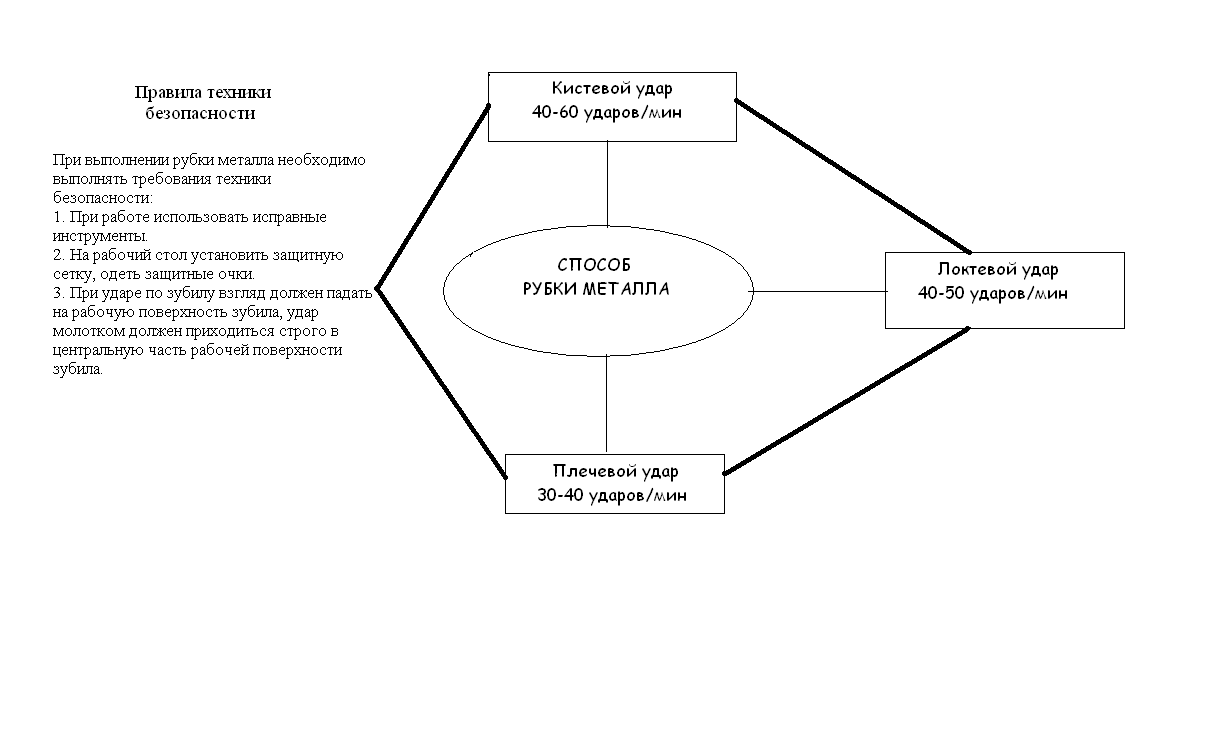 Правила техники
безопасности
При выполнении рубки металла необходимо
выполнять требования техники
безопасности:
1. При работе использовать исправные
инструменты.
2. На рабочий стол установить защитную
сетку, одеть защитные очки.
3. При ударе по зубилу взгляд должен падать
на рабочую поверхность зубила, удар
молотком должен приходиться строго в
центральную часть рабочей поверхности
зубила.
Кистевой удар
40-60 ударов/мин
СПОСОБ
РУБКИ МЕТАЛЛА
Локтевой удар
40-50 ударов/мин
Плечевой удар
30-40 ударов/мин